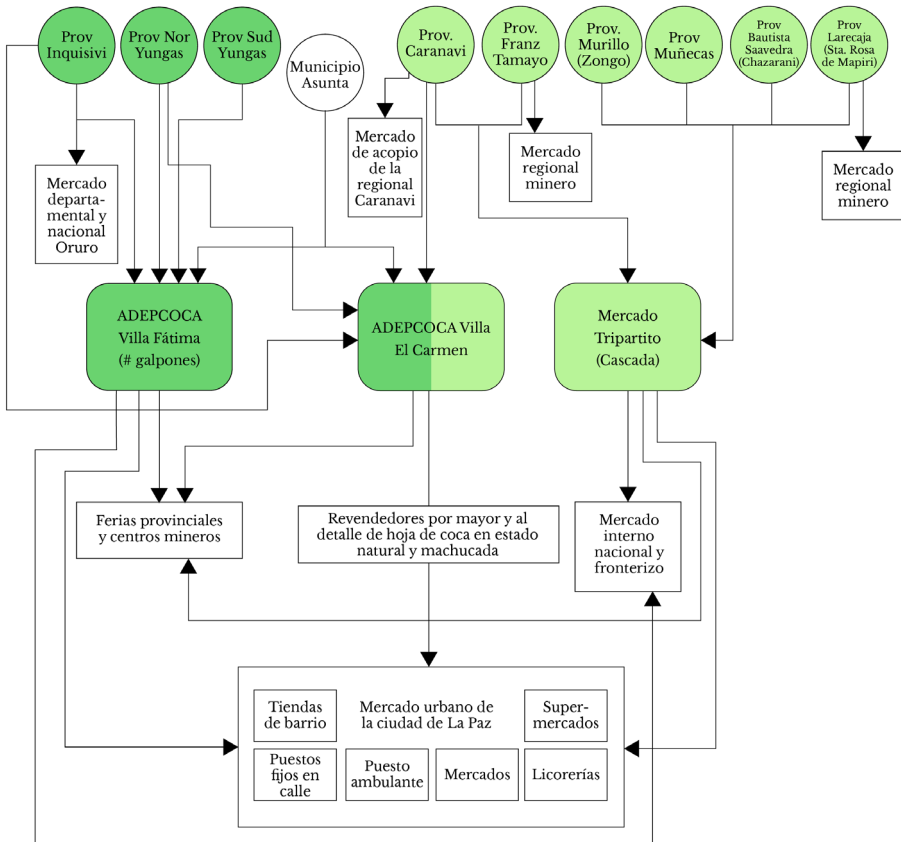 Prov
Inquisivi
Prov Nor
Yungas
Prov Sud
Yungas
Municipio
Asunta
Prov.
Caranavi
Prov.
Franz
Tamayo
Prov.
Murillo
(Zongo)
Prov
Muñecas
Prov
Bautista
Saavedra
(Chazarani)
Prov
Larecaja
(Sta. Rosa
de Mapiri)
Mercado
departa-
mental y
nacional
Oruro
Mercado
de acopio
de la
regional
Caranavi
Mercado
regional
minero
Mercado
regional
minero
ADEPCOCA
Villa Fátima
(# galpones)
ADEPCOCA Villa
El Carmen
Mercado
Tripartito
(Cascada)
Ferias provinciales
y centros mineros
Revendedores por mayor y al
detalle de hoja de coca en estado
natural y machucada
Mercado
interno
nacional y
fronterizo
Tiendas
de barrio
Mercado urbano de
la ciudad de La Paz
Super-
mercados
Puestos
fijos en
calle
Puesto
ambulante
Mercados
Licorerías